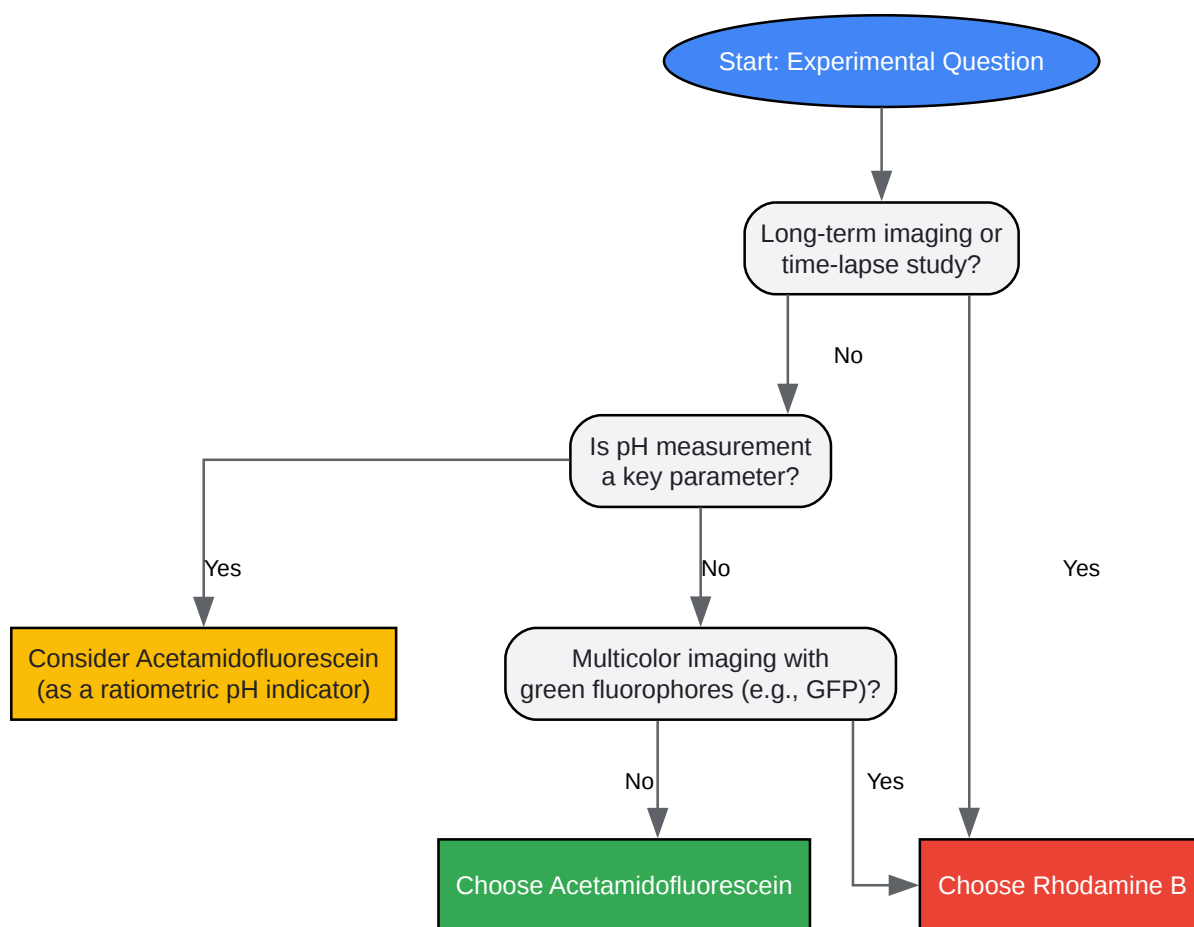 Start: Experimental Question
Long-term imaging or
time-lapse study?
No
Is pH measurement
a key parameter?
Yes
No
Yes
Consider Acetamidofluorescein
(as a ratiometric pH indicator)
Multicolor imaging with
green fluorophores (e.g., GFP)?
No
Yes
Choose Acetamidofluorescein
Choose Rhodamine B